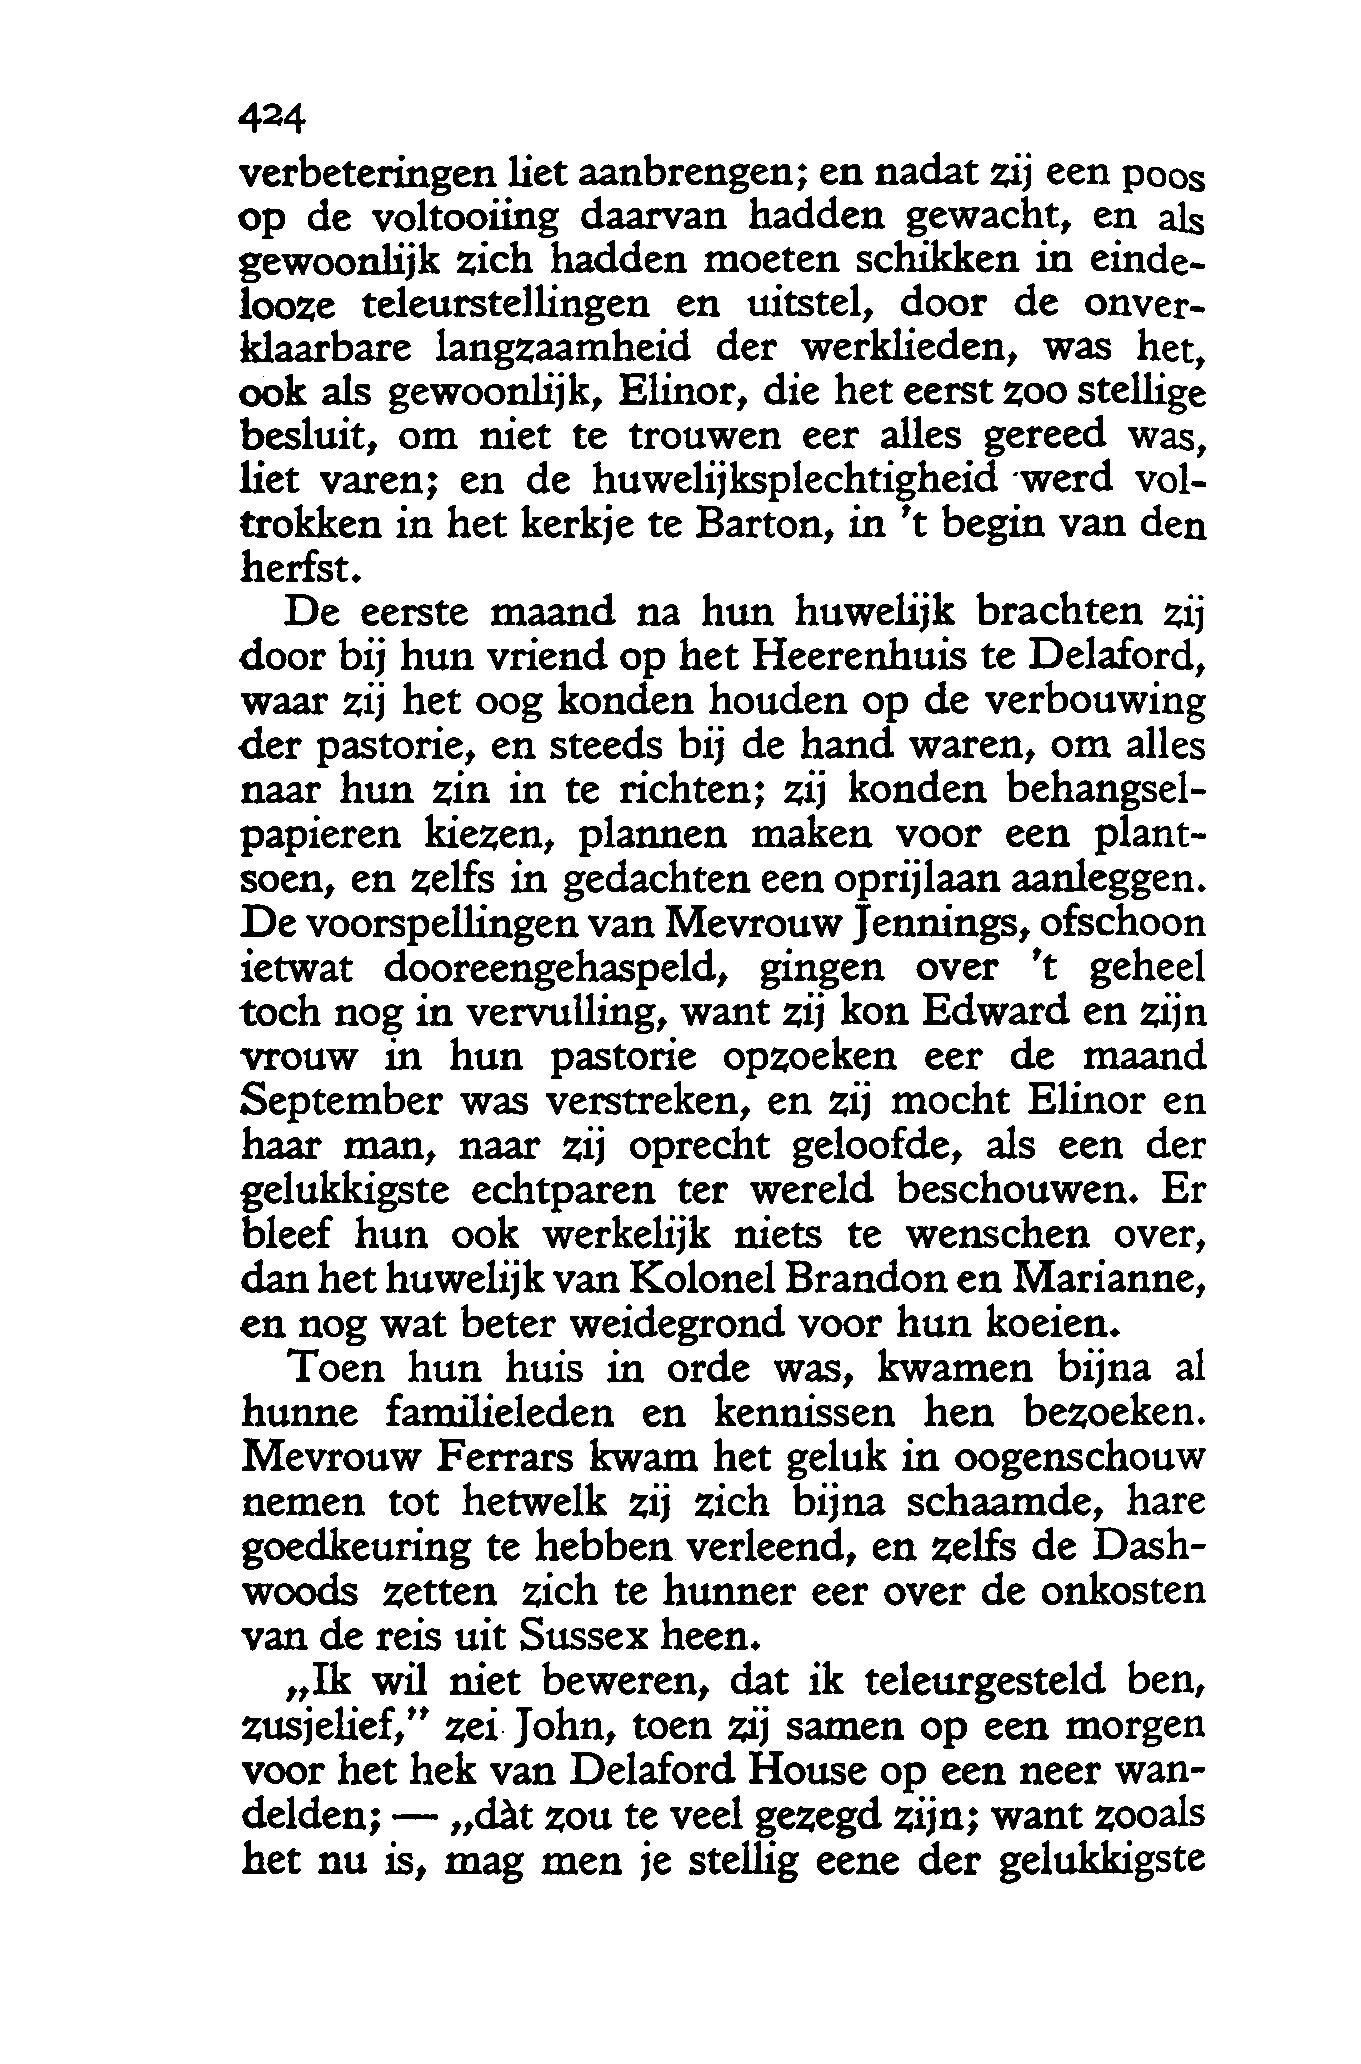 424
verbeteringen liet aanbrengen; en nadat zij een poos
op de voltooiing daarvan hadden gewacht, en als
gewoonlijk zich hadden moeten schikken in einde-
looze teleurstellingen en uitstel, door de onver-
klaarbare langzaamheid der werklieden, was het,
ook als gewoonlijk, Elinor, die het eerst zoo stellige
besluit, om niet te trouwen eer alles gereed was,
liet varen; en de huwelijksplechtigheid werd vol-
trokken in het kerkje te Barton, in 't begin van den
herfst.
De eerste maand na hun huwelijk brachten zij
door bij hun vriend op het Heerenhuis te Delaford,
waar zij het oog konden houden op de verbouwing
der pastorie, en steeds bij de hand waren, om alles
naar hun zin in te richten; zij konden behangsel-
papieren kiezen, plannen maken voor een plant-
soen, en zelfs in gedachten een oprijlaan aanleggen.
De voorspellingen van Mevrouw Jennings, ofschoon
ietwat dooreengehaspeld, gingen over 't geheel
toch nog in vervulling, want zij kon Edward en zijn
vrouw in hun pastorie opzoeken eer de maand
September was verstreken, en zij mocht Elinor en
haar man, naar zij oprecht geloofde, als een der
gelukkigste echtparen ter wereld beschouwen. Er
bleef hun ook werkelijk niets te wenschen over,
dan het huwelijk van Kolonel Brandon en Marianne,
en nog wat beter weidegrond voor hun koeien.
Toen hun huis in orde was, kwamen bijna al
hunne familieleden en kennissen hen bezoeken.
Mevrouw Ferrars kwam het geluk in oogenschouw
nemen tot hetwelk zij zich bijna schaamde, hare
goedkeuring te hebben verleend, en zelfs de Dash-
woods zetten zich te hunner eer over de onkosten
van de reis uit Sussex heen.
„Ik wil niet beweren, dat ik teleurgesteld ben,
zusjelief,” zei John, toen zij samen op een morgen
voor het hek van Delaford House op een neer wan-
delden; — „dàt zou te veel gezegd zijn; want zooals
het nu is, mag men je stellig eene der gelukkigste